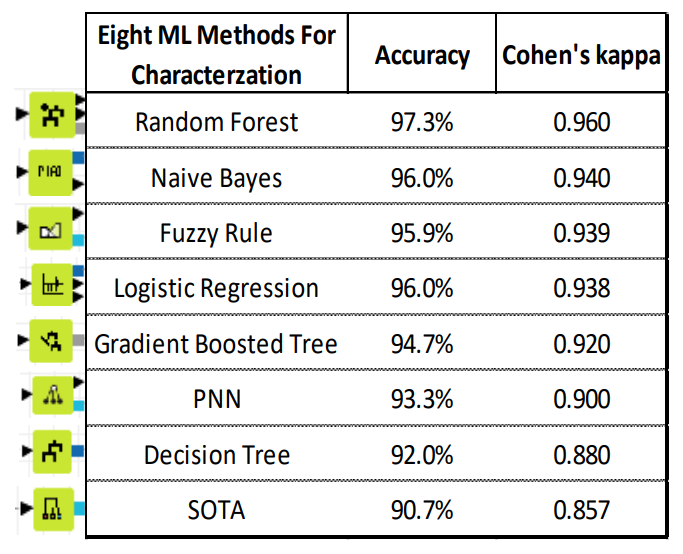 Eight ML Methods For
Characterzation
Accuracy
Cohen's kappa
Random Forest 97.3% 0.960
Naive Bayes 96.0% 0.940
Fuzzy Rule 95.9% 0.939
Logistic Regression 96.0% 0.938
Gradient Boosted Tree 94.7% 0.920
PNN 93.3% 0.900
Decision Tree 92.0% 0.880
SOTA 90.7% 0.857